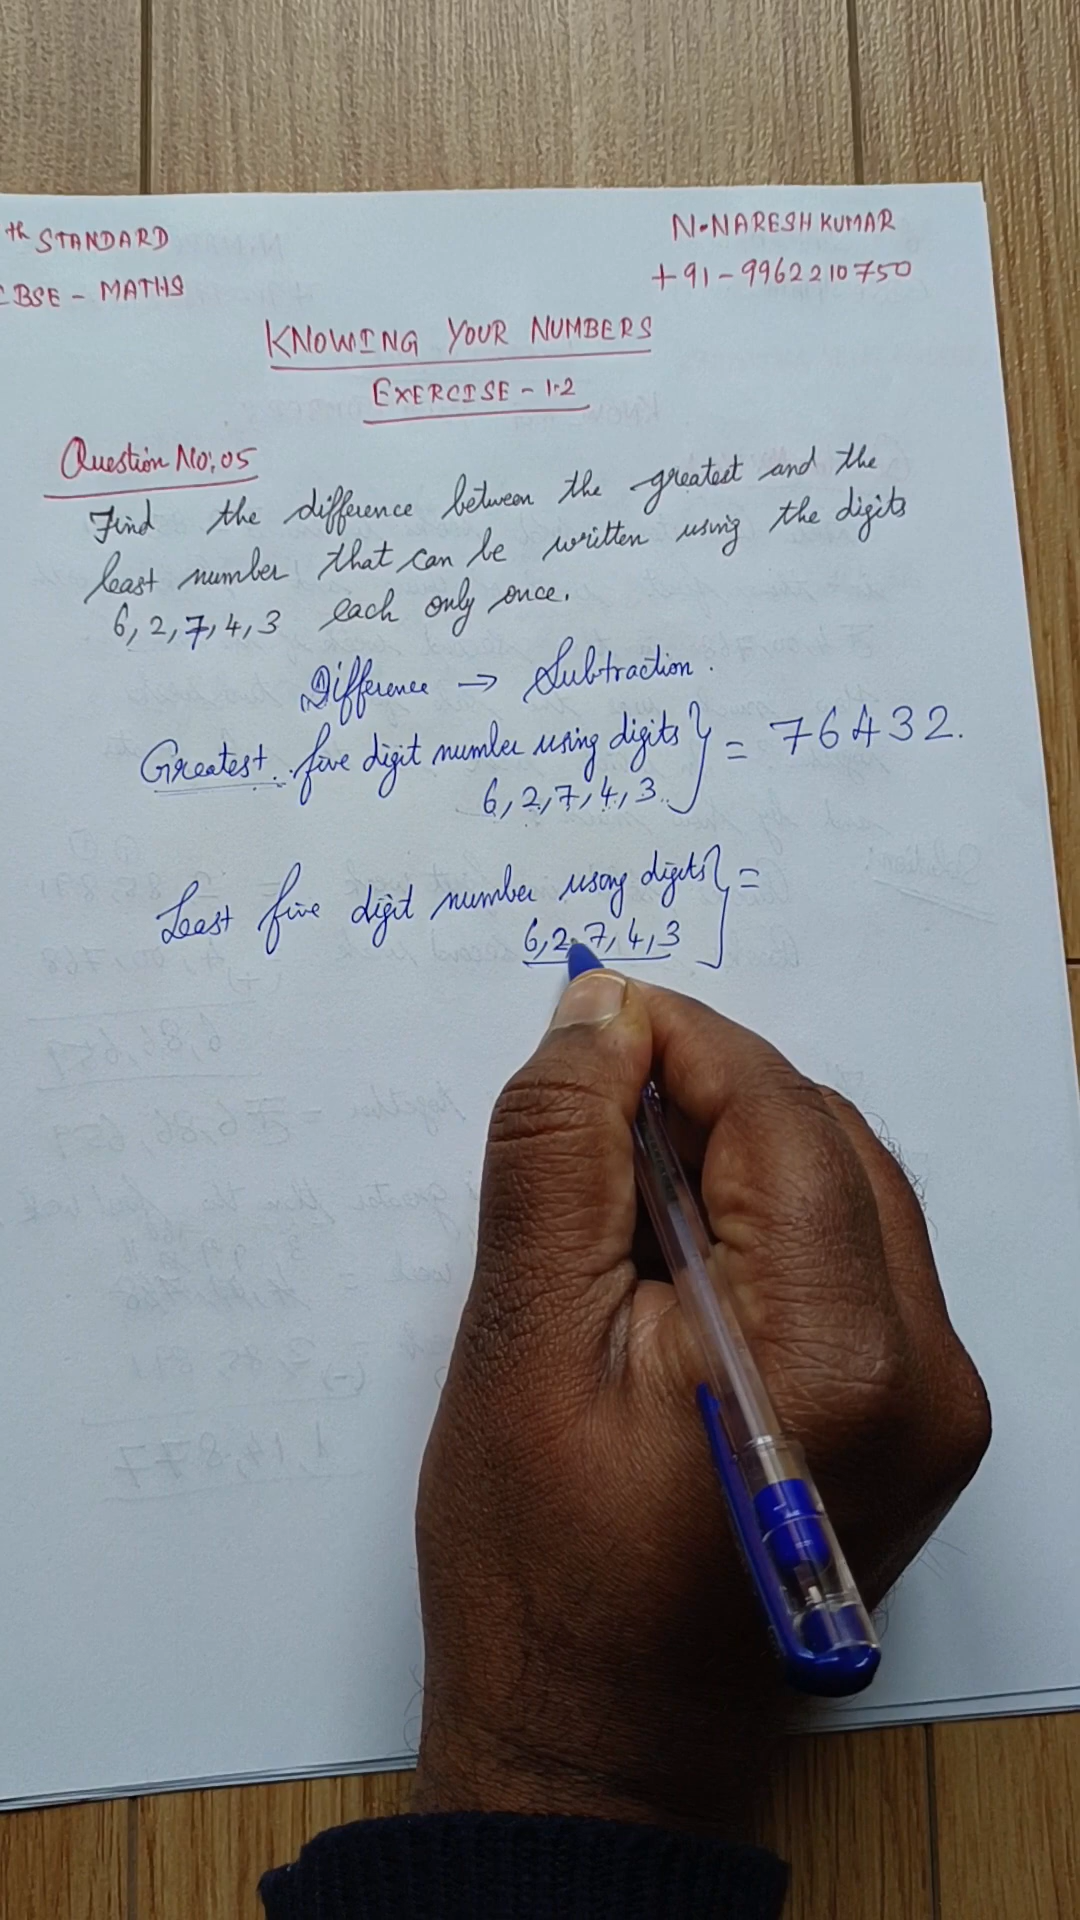 th STANDARD
CBSE - MATHS
N. NARESH KUMAR
+91-9962210750
KNOWING YOUR NUMBERS
EXERCISE - 1.2
Question No: 05
Find the difference between the greatest and the
least number that can be written using the digits
6, 2, 7, 4, 3 each only once.
Difference → Subtraction.
Greatest five digit number using digits } = 76432.
6, 2, 7, 4, 3
Least five digit number using digits } =
6, 2, 7, 4, 3